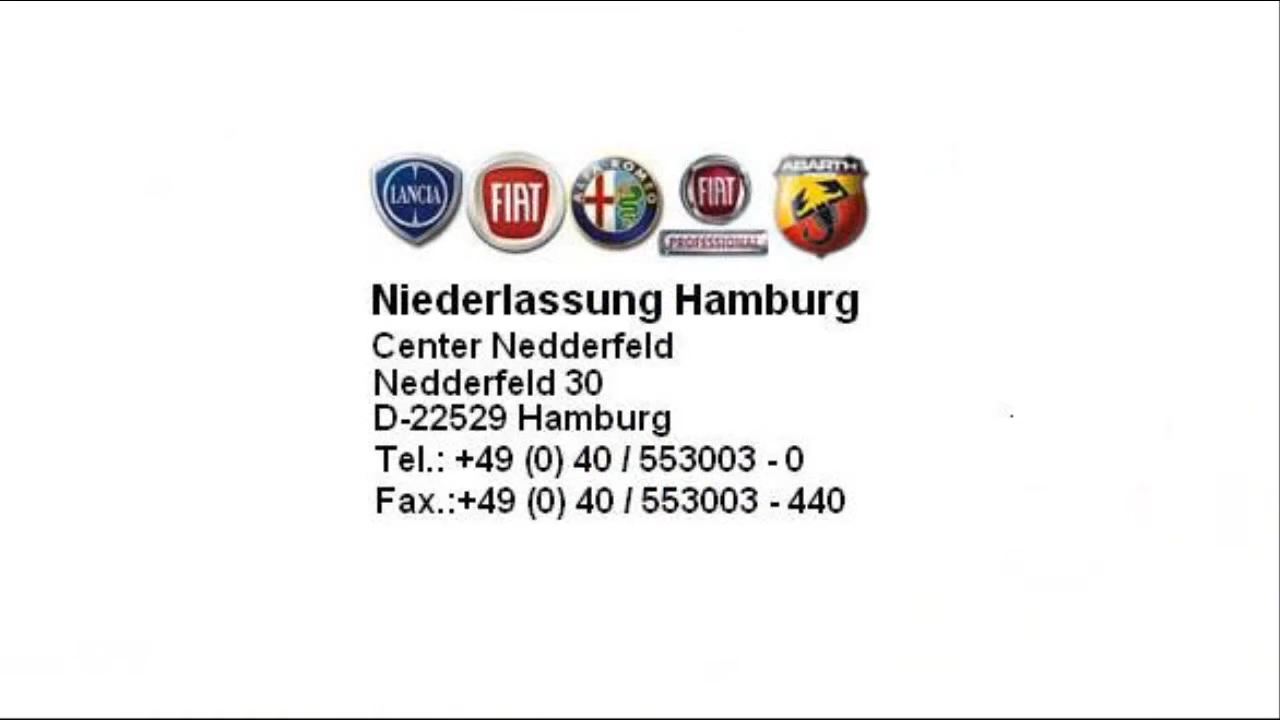 LANCIA FIAT ALFA ROMEO FIAT ABARTH
PROFESSIONAL
Niederlassung Hamburg
Center Nedderfeld
Nedderfeld 30
D-22529 Hamburg
Tel.: +49 (0) 40 / 553003 - 0
Fax.:+49 (0) 40 / 553003 - 440